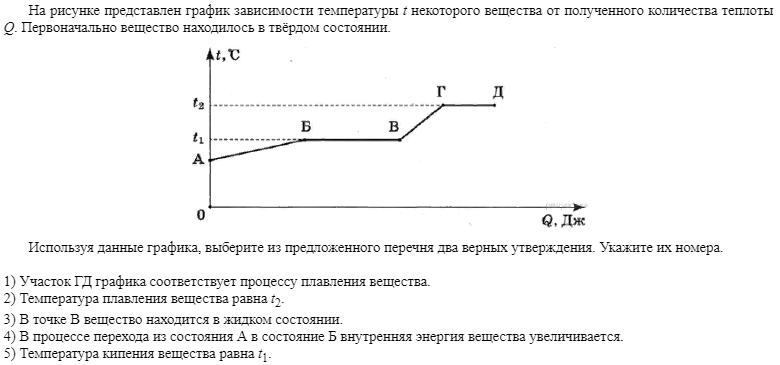 На рисунке представлен график зависимости температуры t некоторого вещества от полученного количества теплоты
Q. Первоначально вещество находилось в твёрдом состоянии.
t, °C
Г Д
t₂
Б В
t₁
А
0
Q, Дж
Используя данные графика, выберите из предложенного перечня два верных утверждения. Укажите их номера.
1) Участок ГД графика соответствует процессу плавления вещества.
2) Температура плавления вещества равна t₂.
3) В точке В вещество находится в жидком состоянии.
4) В процессе перехода из состояния А в состояние Б внутренняя энергия вещества увеличивается.
5) Температура кипения вещества равна t₁.